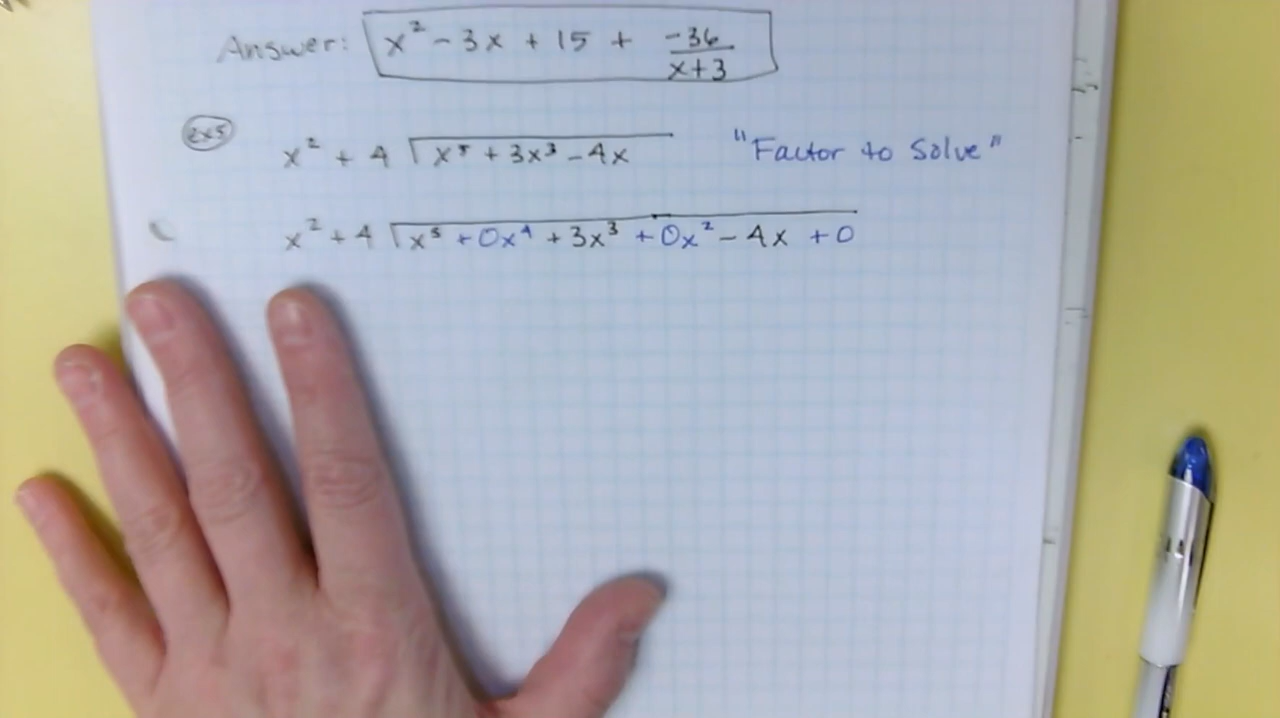 Answer: x² - 3x + 15 + -36/x+3
Ex5
x² + 4 x⁵ + 3x³ - 4x "Factor to Solve"
x² + 4 x⁵ + 0x⁴ + 3x³ + 0x² - 4x + 0